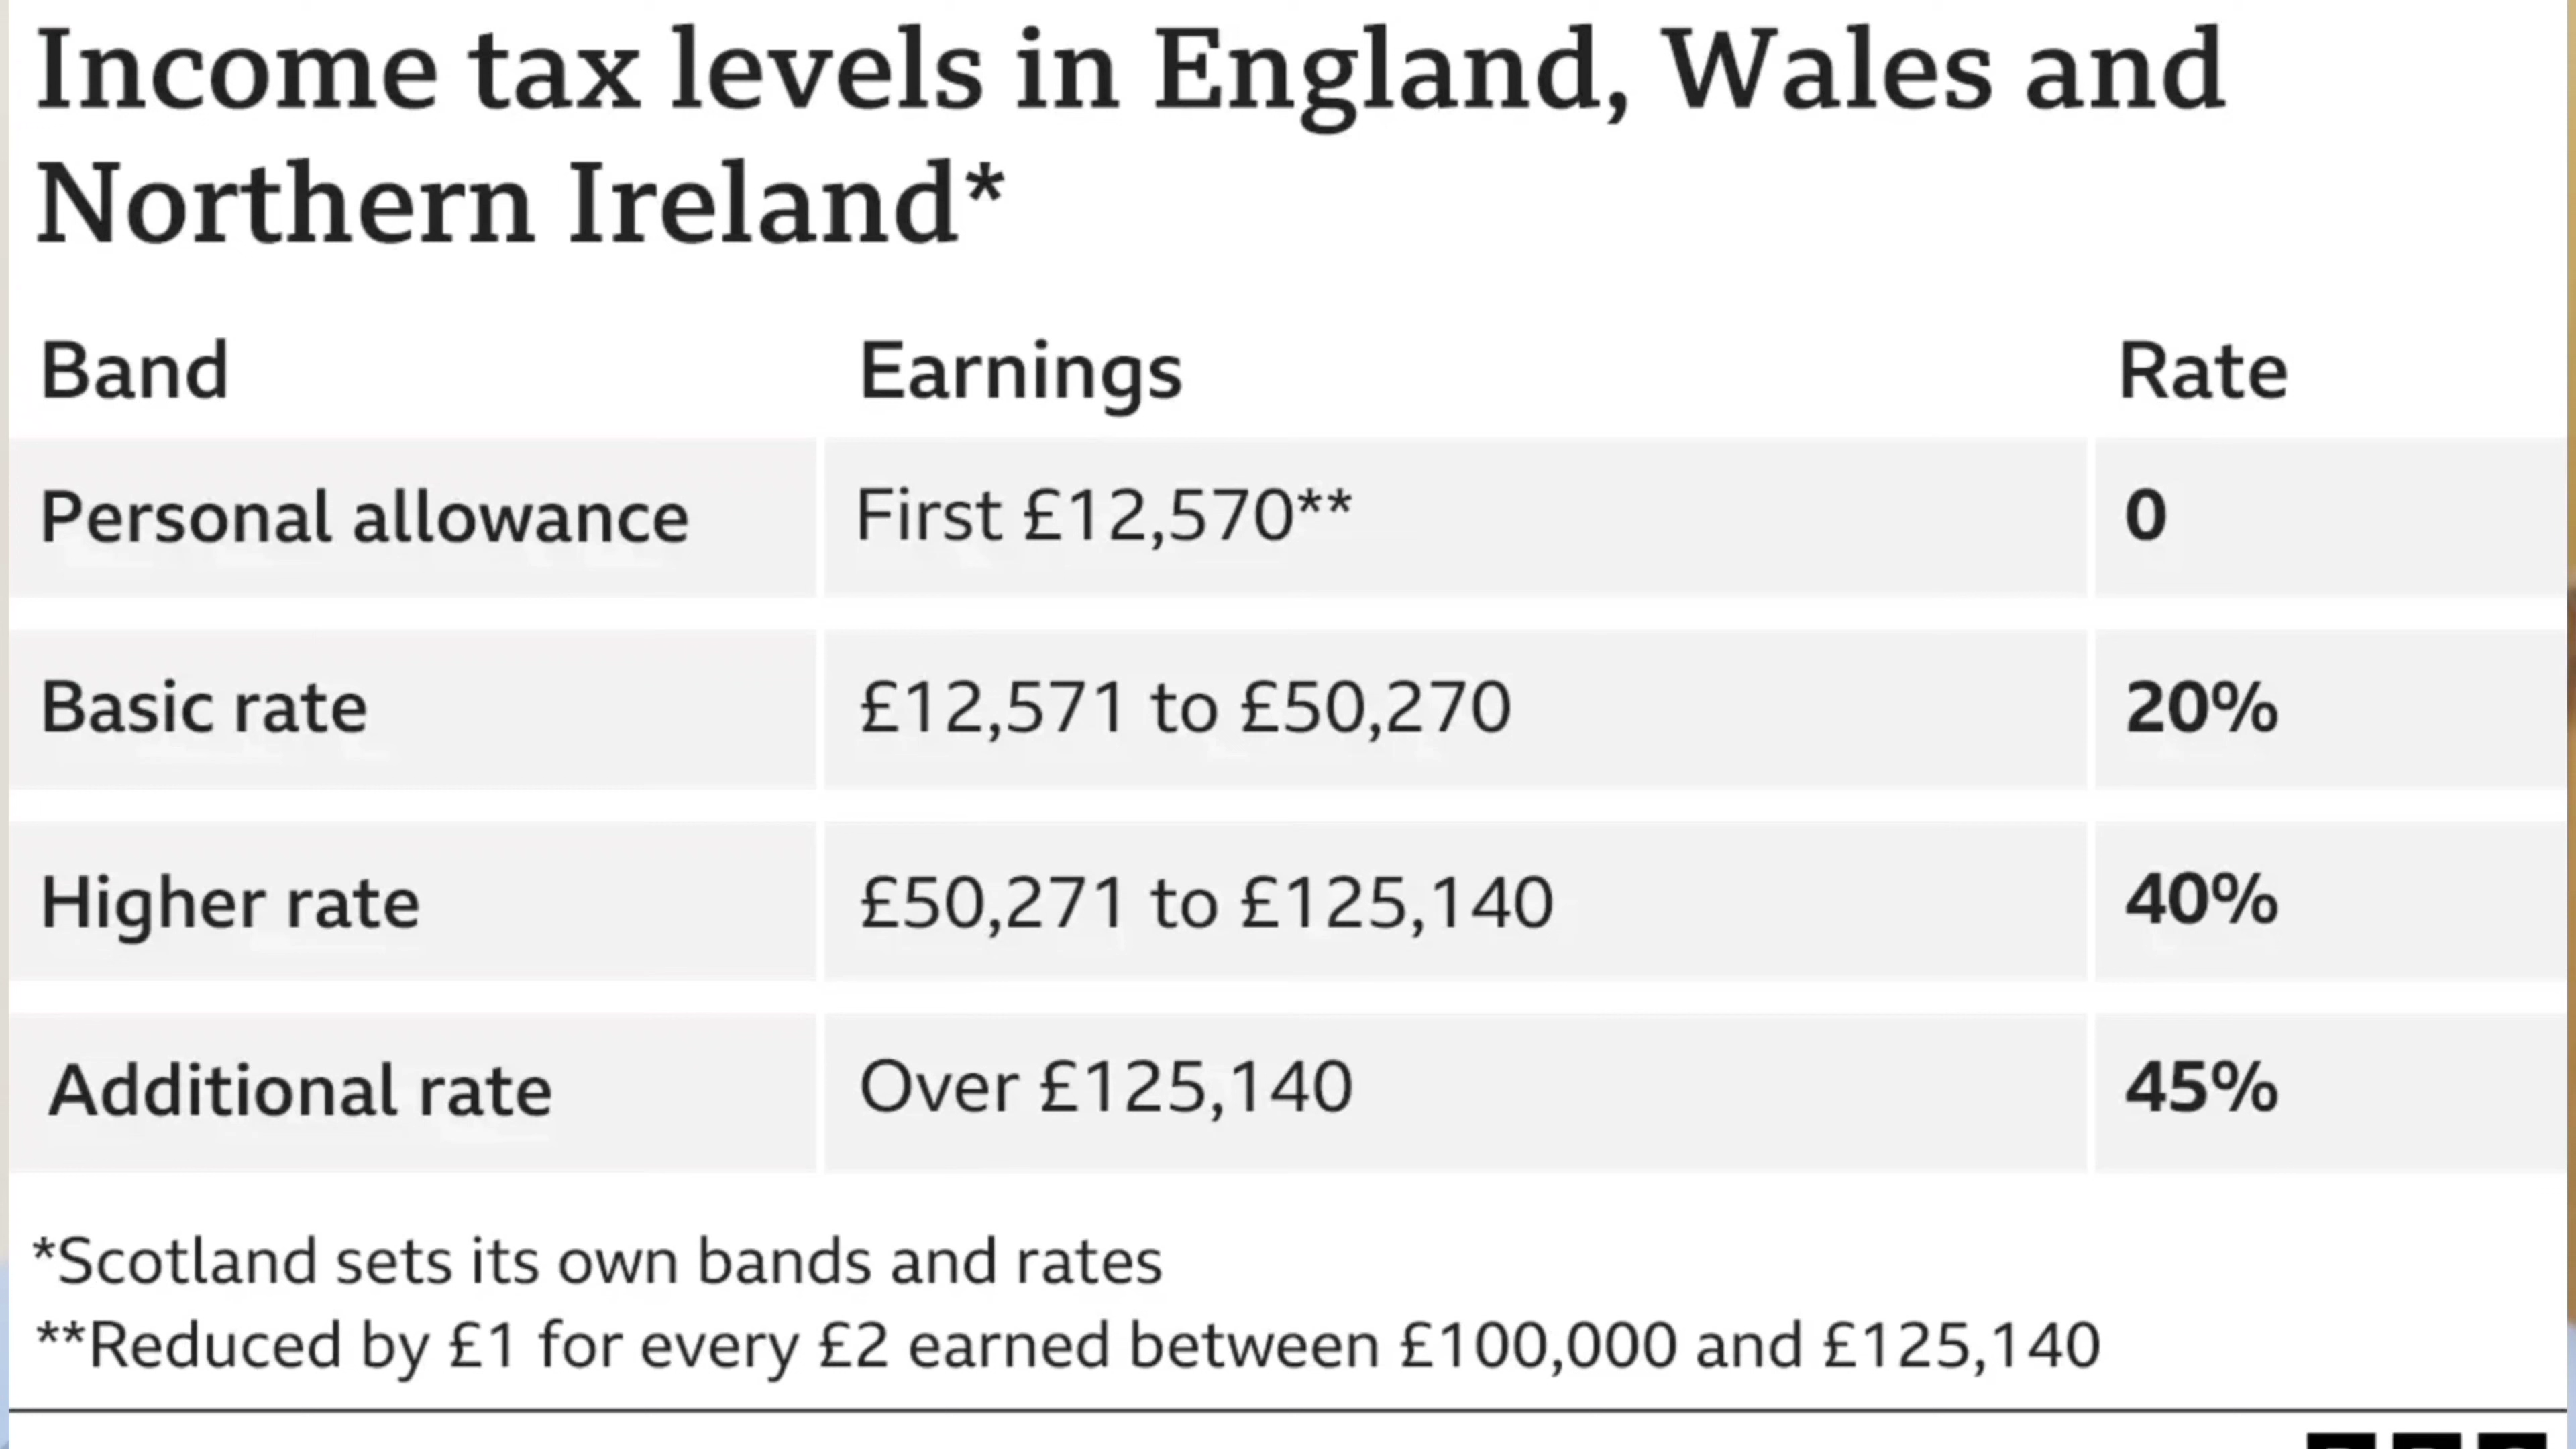 Income tax levels in England, Wales and
Northern Ireland*
Band Earnings Rate
Personal allowance First £12,570** 0
Basic rate £12,571 to £50,270 20%
Higher rate £50,271 to £125,140 40%
Additional rate Over £125,140 45%
*Scotland sets its own bands and rates
**Reduced by £1 for every £2 earned between £100,000 and £125,140